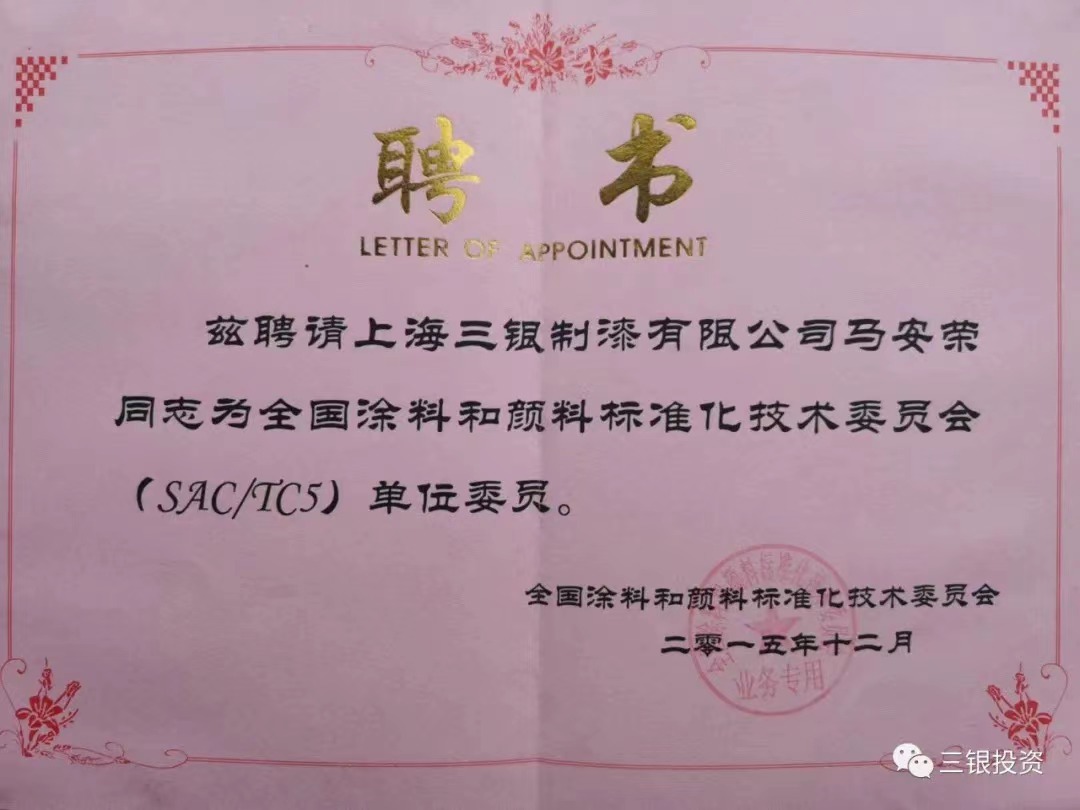 聘书
LETTER OF APPOINTMENT
兹聘请上海三银制漆有限公司马安荣
同志为全国涂料和颜料标准化技术委员会
（SAC/TC5）单位委员。
全国涂料和颜料标准化技术委员会
二零一五年十二月
业务专用
三银投资